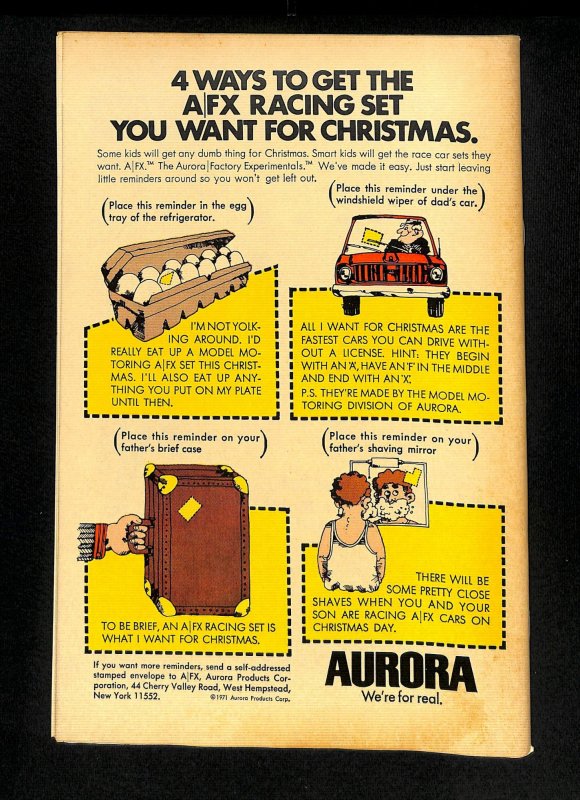 4 WAYS TO GET THE
A|FX RACING SET
YOU WANT FOR CHRISTMAS.
Some kids will get any dumb thing for Christmas. Smart kids will get the race car sets they
want. A|FX.™ The Aurora|Factory Experimentals.™ We've made it easy. Just start leaving
little reminders around so you won't get left out.
(Place this reminder in the egg
tray of the refrigerator.)
I'M NOT YOLK-
ING AROUND. I'D
REALLY EAT UP A MODEL MO-
TORING A|FX SET THIS CHRIST-
MAS. I'LL ALSO EAT UP ANY-
THING YOU PUT ON MY PLATE
UNTIL THEN.
(Place this reminder under the
windshield wiper of dad's car.)
ALL I WANT FOR CHRISTMAS ARE THE
FASTEST CARS YOU CAN DRIVE WITH-
OUT A LICENSE. HINT: THEY BEGIN
WITH AN 'A', HAVE AN 'F' IN THE MIDDLE
AND END WITH AN 'X'.
P.S. THEY'RE MADE BY THE MODEL MO-
TORING DIVISION OF AURORA.
(Place this reminder on your
father's brief case)
TO BE BRIEF, AN A|FX RACING SET IS
WHAT I WANT FOR CHRISTMAS.
(Place this reminder on your
father's shaving mirror)
THERE WILL BE
SOME PRETTY CLOSE
SHAVES WHEN YOU AND YOUR
SON ARE RACING A|FX CARS ON
CHRISTMAS DAY.
If you want more reminders, send a self-addressed
stamped envelope to A|FX, Aurora Products Cor-
poration, 44 Cherry Valley Road, West Hempstead,
New York 11552. ©1971 Aurora Products Corp.
AURORA
We're for real.